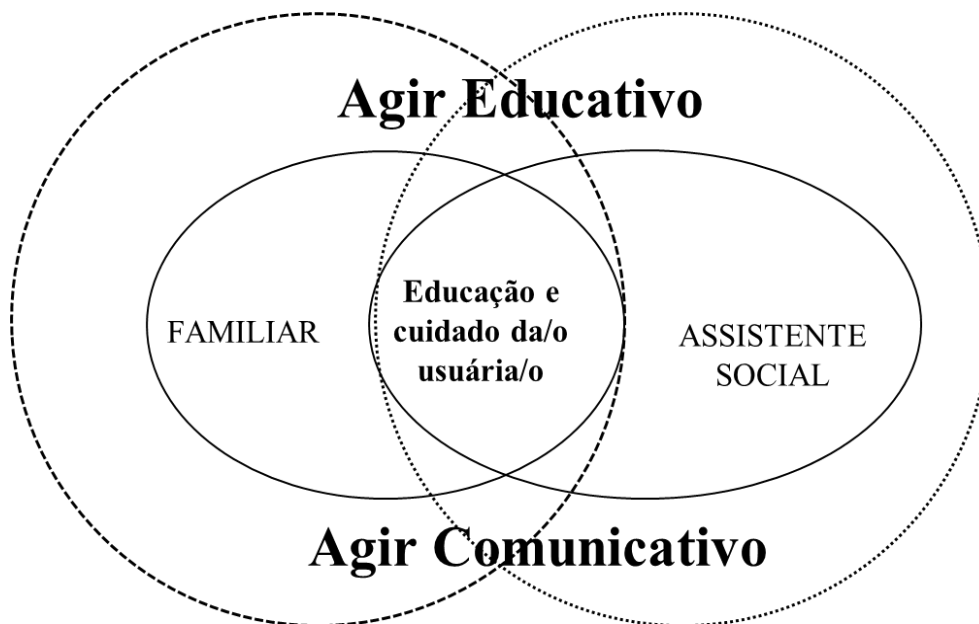 Agir Educativo
FAMILIAR
Educação e
cuidado da/o
usuária/o
ASSISTENTE
SOCIAL
Agir Comunicativo